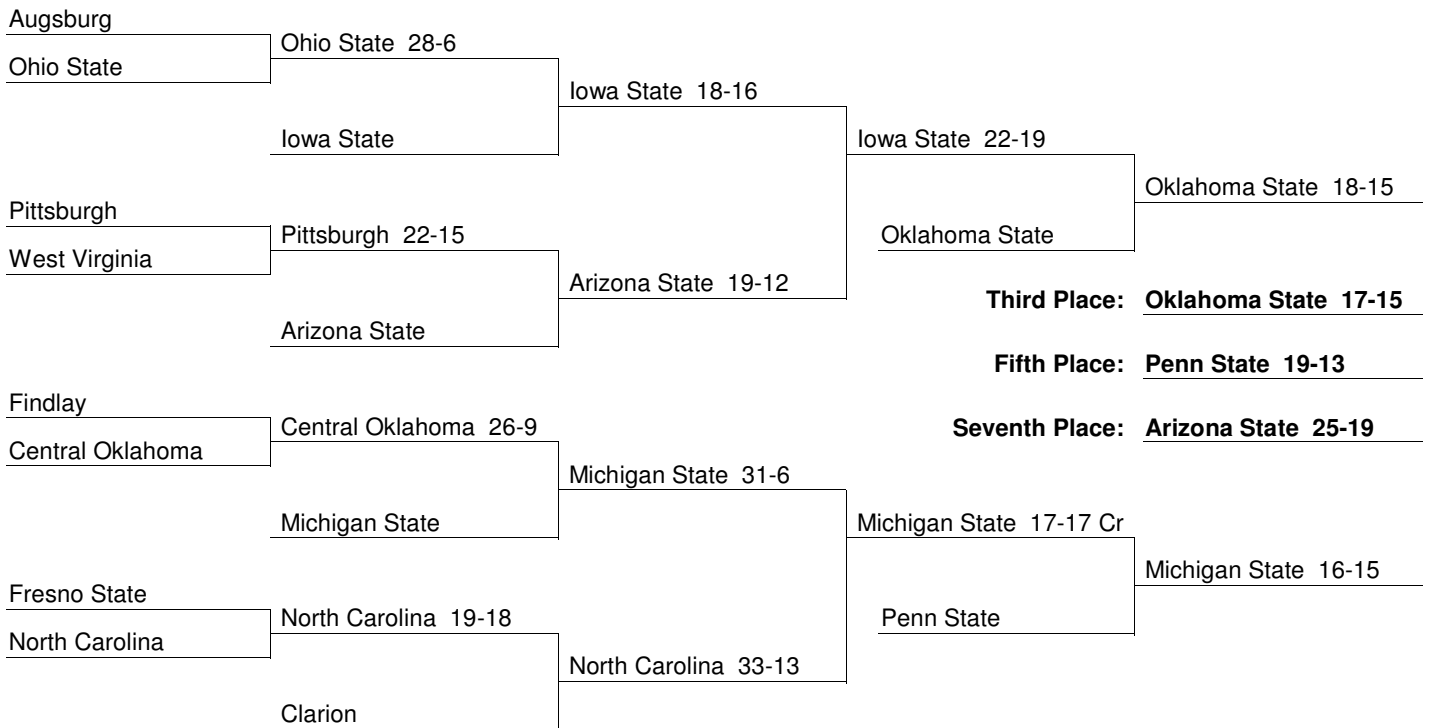 Augsburg
Ohio State 28-6
Ohio State
Iowa State 18-16
Iowa State
Iowa State 22-19
Oklahoma State 18-15
Pittsburgh
Pittsburgh 22-15
Oklahoma State
West Virginia
Arizona State 19-12
Third Place: Oklahoma State 17-15
Arizona State
Fifth Place: Penn State 19-13
Findlay
Central Oklahoma 26-9
Seventh Place: Arizona State 25-19
Central Oklahoma
Michigan State 31-6
Michigan State
Michigan State 17-17 Cr
Michigan State 16-15
Fresno State
North Carolina 19-18
Penn State
North Carolina
North Carolina 33-13
Clarion